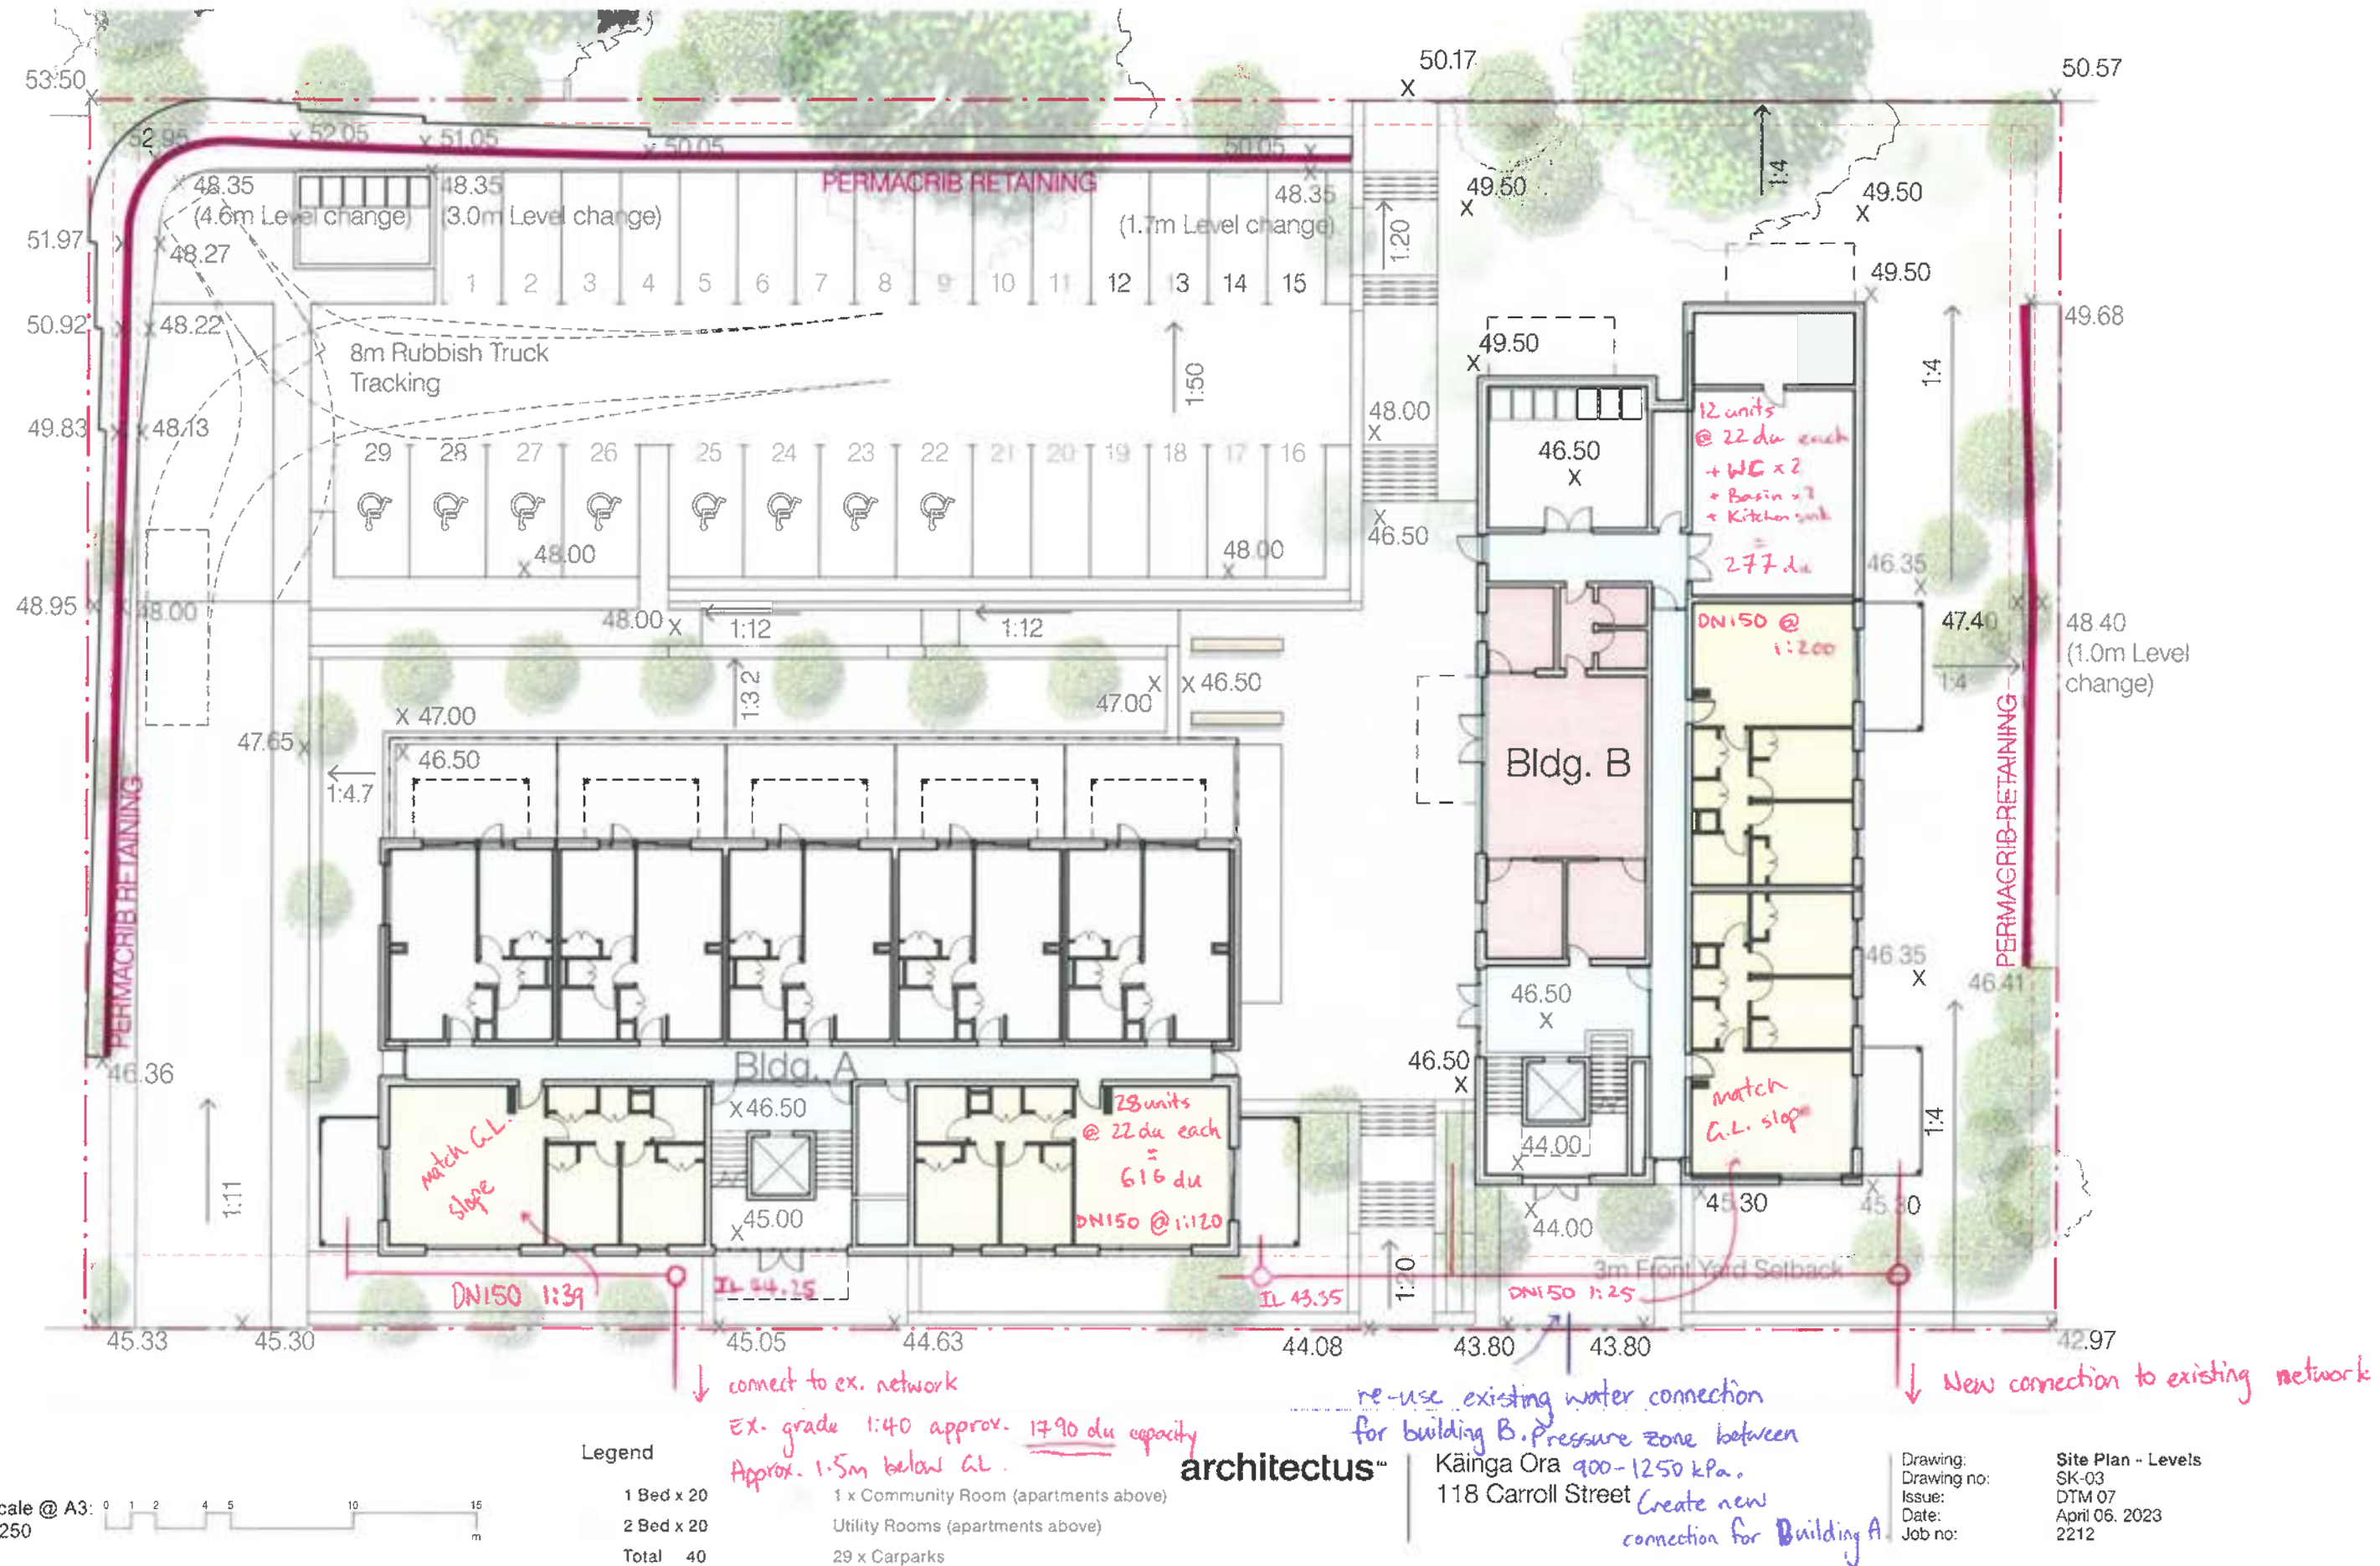 50.17
50.57
53.50
52.95
52.05
51.05
50.05
50.05
PERMACRIB RETAINING
48.35
(4.6m Level change)
48.35
(3.0m Level change)
48.35
(1.7m Level change)
49.50
49.50
1:4
1:20
51.97
48.27
1 2 3 4 5 6 7 8 9 10 11 12 13 14 15
49.50
50.92
48.22
49.68
8m Rubbish Truck
Tracking
1:50
49.50
1:4
49.83
48.13
48.00
29 28 27 26 25 24 23 22 21 20 19 18 17 16
46.50
12 units
@ 22 du each
+ WC x 2
+ Basin x 2
+ Kitchen sink
=
277 du
48.00
48.00
46.50
46.35
48.95
48.00
48.00
1:12
1:12
DN150 @
1:200
47.40
48.40
(1.0m Level
change)
1:4
47.00
46.50
1:3.2
47.00
47.65
46.50
1:4.7
Bldg. B
PERMACRIB RETAINING
PERMACRIB-RETAINING
46.35
46.41
46.50
46.50
46.36
Bldg. A
46.50
28 units
@ 22 du each
=
616 du
DN150 @ 1:120
match G.L.
slope
match
G.L. slope
1:4
1:11
45.00
44.00
44.00
45.30
45.30
3m Front Yard Setback
1:20
DN150 1:39
IL 44.25
IL 43.35
DN150 1:25
45.33
45.30
45.05
44.63
44.08
43.80
43.80
42.97
connect to ex. network
Ex. grade 1:40 approx. 1790 du capacity
Approx. 1.5m below GL.
re-use existing water connection
for building B. Pressure zone between
900-1250 kPa.
Create new
connection for Building A
New connection to existing network
cale @ A3:
250
0 1 2 4 5 10 15
m
Legend
1 Bed x 20
2 Bed x 20
Total 40
1 x Community Room (apartments above)
Utility Rooms (apartments above)
29 x Carparks
architectus™
Käinga Ora
118 Carroll Street
Drawing: Site Plan - Levels
Drawing no: SK-03
Issue: DTM 07
Date: April 06. 2023
Job no: 2212